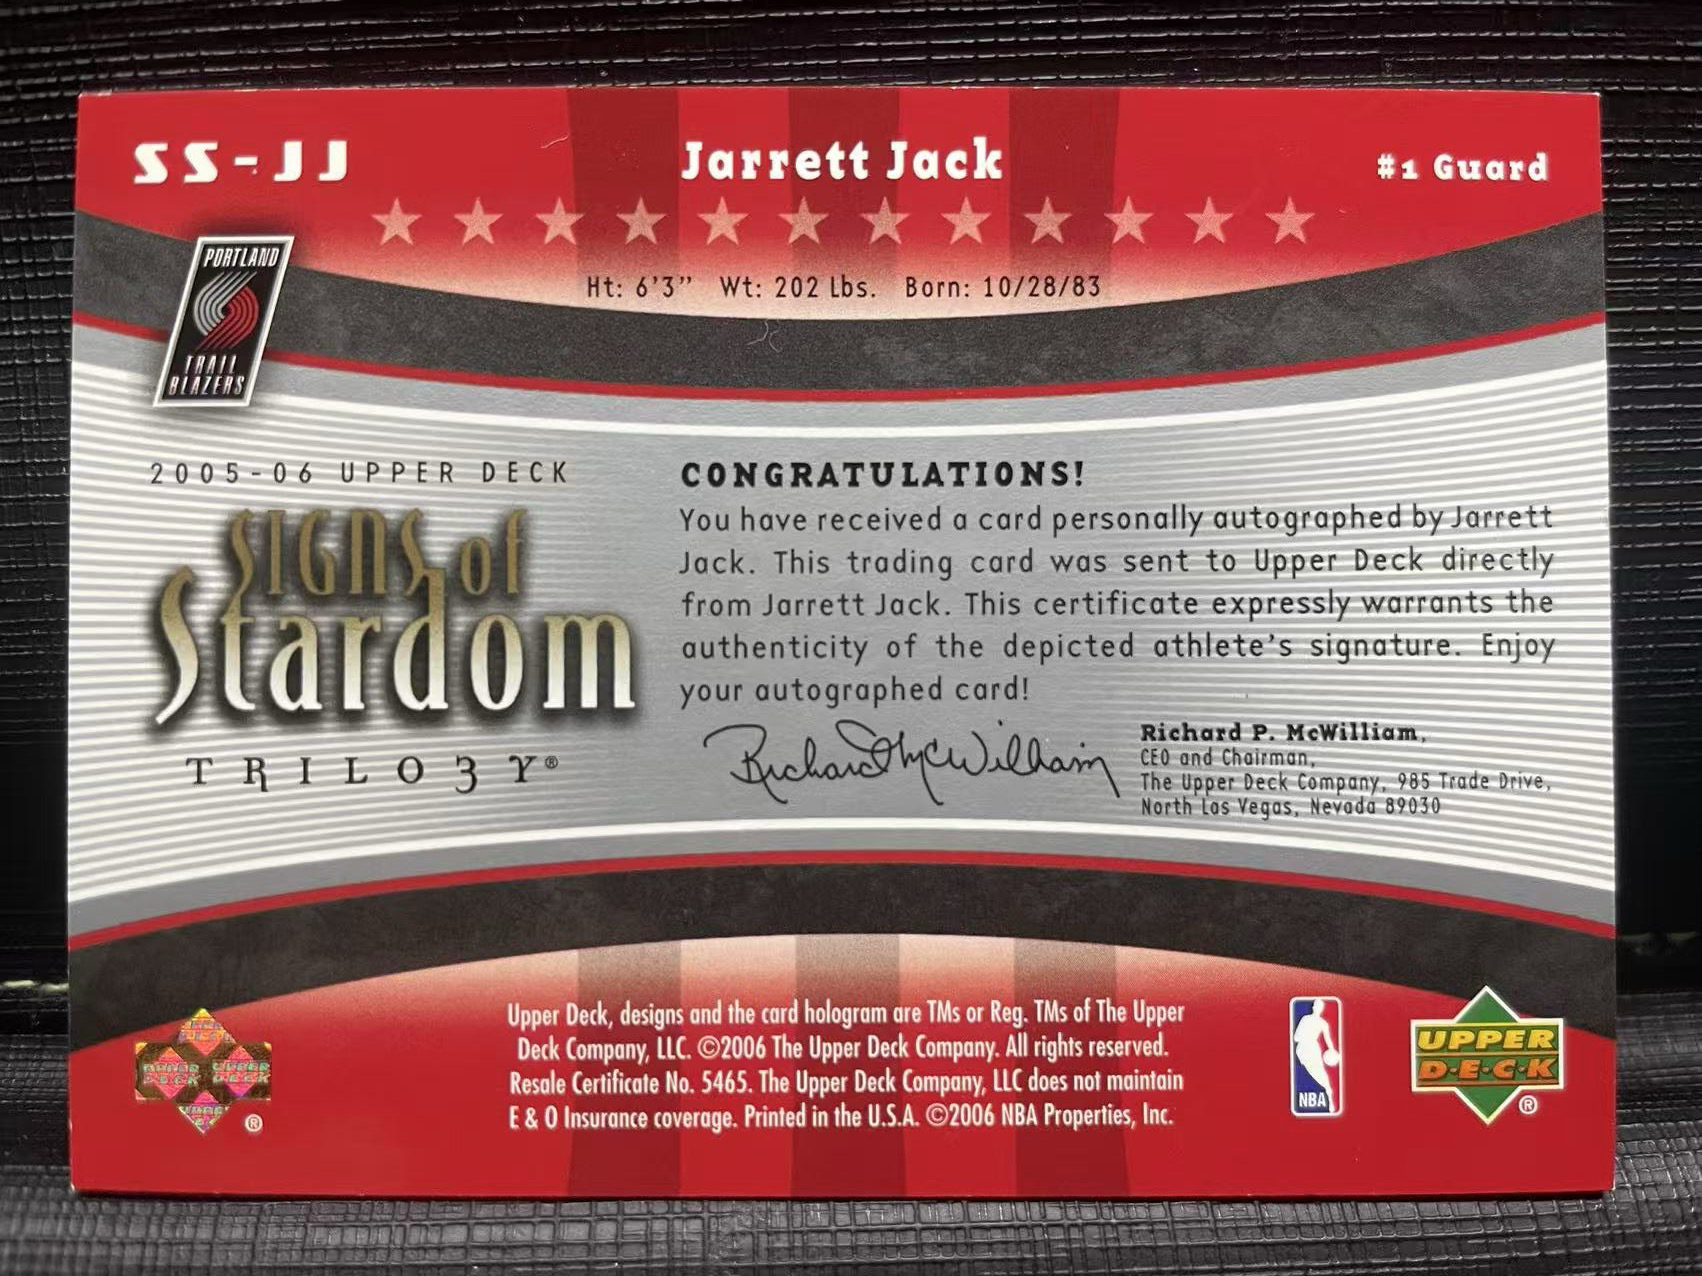 SS-JJ
Jarrett Jack
#1 Guard
PORTLAND
TRAIL
BLAZERS
Ht: 6'3" Wt: 202 Lbs. Born: 10/28/83
2005-06 UPPER DECK
SIGNS of
Stardom
TRILO3Y®
CONGRATULATIONS!
You have received a card personally autographed by Jarrett
Jack. This trading card was sent to Upper Deck directly
from Jarrett Jack. This certificate expressly warrants the
authenticity of the depicted athlete's signature. Enjoy
your autographed card!
Richard McWilliam
Richard P. McWilliam,
CEO and Chairman,
The Upper Deck Company, 985 Trade Drive,
North Las Vegas, Nevada 89030
UPPER
DECK
UPPER
DECK
®
Upper Deck, designs and the card hologram are TMs or Reg. TMs of The Upper
Deck Company, LLC. ©2006 The Upper Deck Company. All rights reserved.
Resale Certificate No. 5465. The Upper Deck Company, LLC does not maintain
E & O Insurance coverage. Printed in the U.S.A. ©2006 NBA Properties, Inc.
NBA
UPPER
D·E·C·K
®